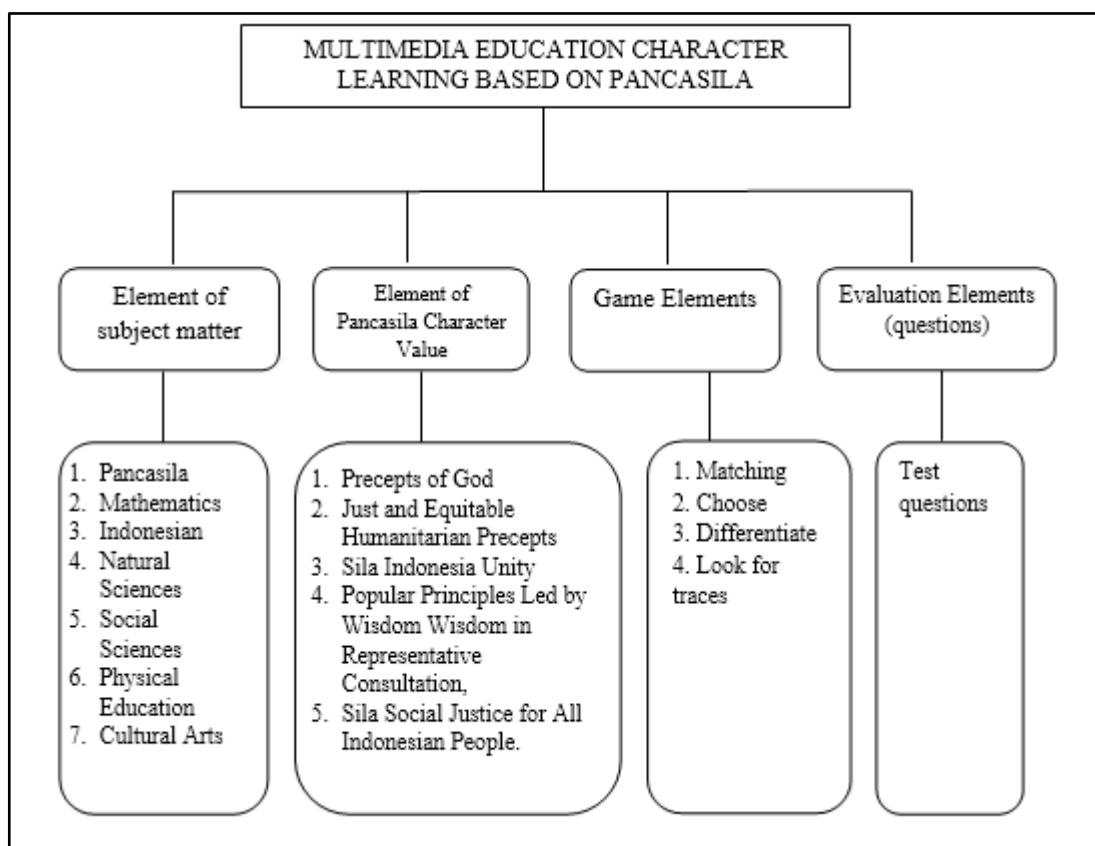 MULTIMEDIA EDUCATION CHARACTER
LEARNING BASED ON PANCASILA
Element of
subject matter
Element of
Pancasila Character
Value
Game Elements
Evaluation Elements
(questions)
1. Pancasila
2. Mathematics
3. Indonesian
4. Natural
Sciences
5. Social
Sciences
6. Physical
Education
7. Cultural Arts
1. Precepts of God
2. Just and Equitable
Humanitarian Precepts
3. Sila Indonesia Unity
4. Popular Principles Led by
Wisdom Wisdom in
Representative
Consultation,
5. Sila Social Justice for All
Indonesian People.
1. Matching
2. Choose
3. Differentiate
4. Look for
traces
Test
questions